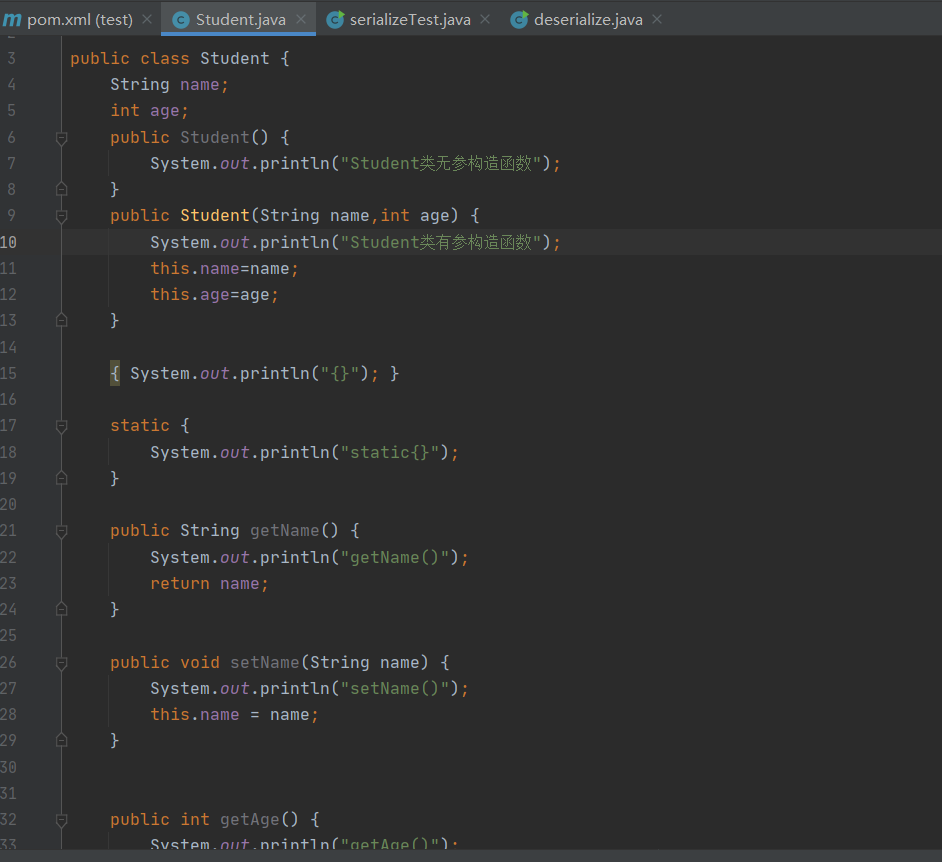 pom.xml (test) Student.java serializeTest.java deserialize.java
3 public class Student {
4 String name;
5 int age;
6 public Student() {
7 System.out.println("Student类无参构造函数");
8 }
9 public Student(String name,int age) {
10 System.out.println("Student类有参构造函数");
11 this.name=name;
12 this.age=age;
13 }
14
15 { System.out.println("{}"); }
16
17 static {
18 System.out.println("static{}");
19 }
20
21 public String getName() {
22 System.out.println("getName()");
23 return name;
24 }
25
26 public void setName(String name) {
27 System.out.println("setName()");
28 this.name = name;
29 }
30
31
32 public int getAge() {
33 System.out.println("getAge()");